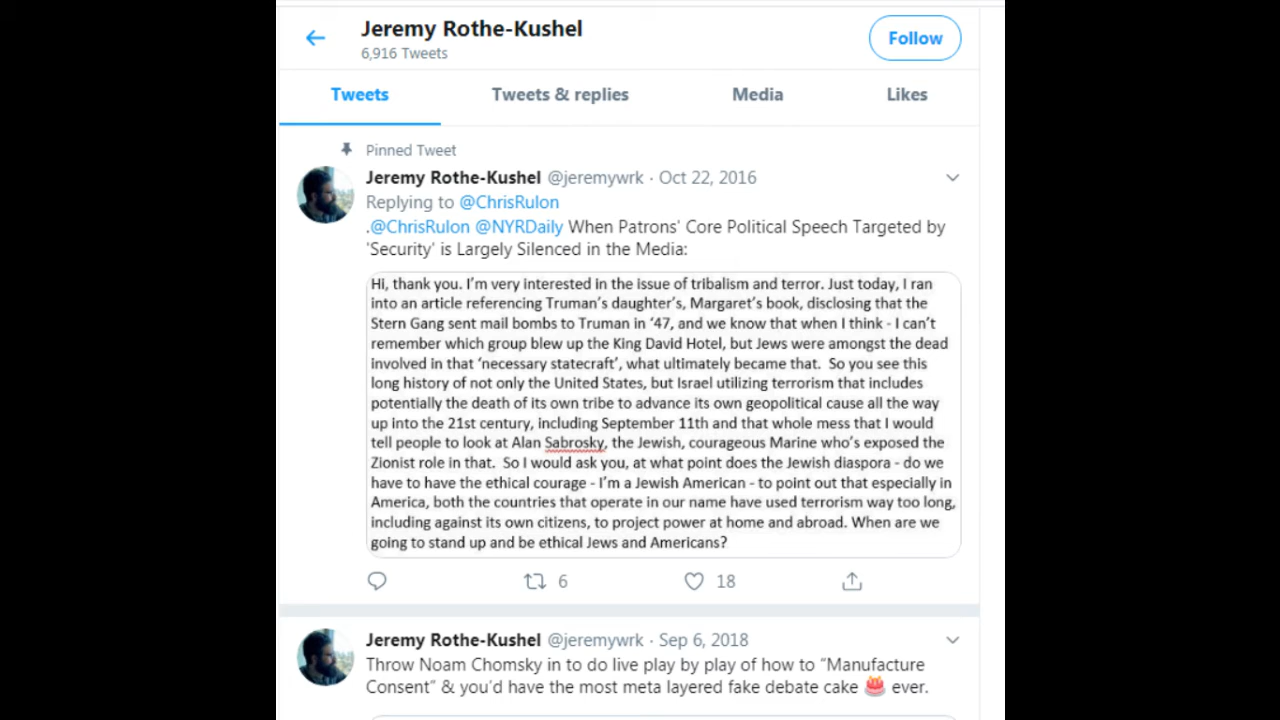 Jeremy Rothe-Kushel
6,916 Tweets
Follow
Tweets
Tweets & replies
Media
Likes
Pinned Tweet
Jeremy Rothe-Kushel @jeremywrk · Oct 22, 2016
Replying to @ChrisRulon
.@ChrisRulon @NYRDaily When Patrons' Core Political Speech Targeted by
'Security' is Largely Silenced in the Media:
Hi, thank you. I'm very interested in the issue of tribalism and terror. Just today, I ran
into an article referencing Truman's daughter's, Margaret's book, disclosing that the
Stern Gang sent mail bombs to Truman in '47, and we know that when I think - I can't
remember which group blew up the King David Hotel, but Jews were amongst the dead
involved in that 'necessary statecraft', what ultimately became that.  So you see this
long history of not only the United States, but Israel utilizing terrorism that includes
potentially the death of its own tribe to advance its own geopolitical cause all the way
up into the 21st century, including September 11th and that whole mess that I would
tell people to look at Alan Sabrosky, the Jewish, courageous Marine who's exposed the
Zionist role in that.  So I would ask you, at what point does the Jewish diaspora - do we
have to have the ethical courage - I'm a Jewish American - to point out that especially in
America, both the countries that operate in our name have used terrorism way too long,
including against its own citizens, to project power at home and abroad. When are we
going to stand up and be ethical Jews and Americans?
6
18
Jeremy Rothe-Kushel @jeremywrk · Sep 6, 2018
Throw Noam Chomsky in to do live play by play of how to “Manufacture
Consent” & you'd have the most meta layered fake debate cake 🎂 ever.